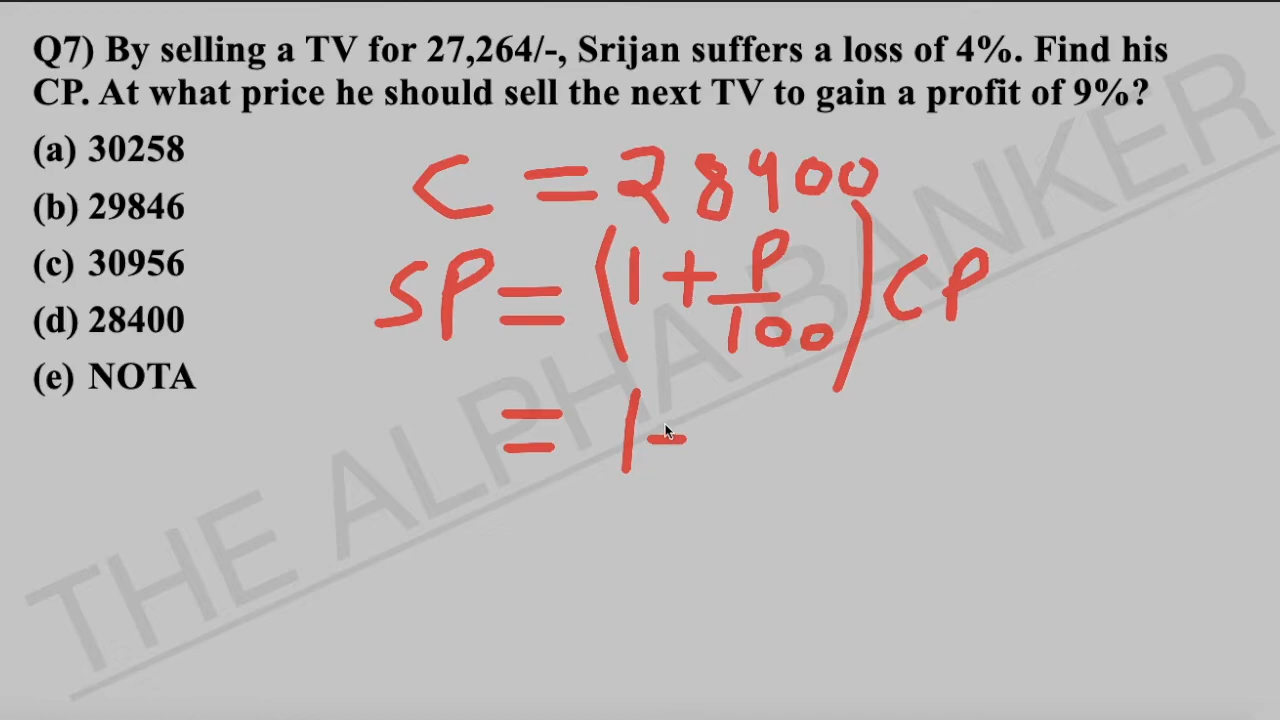 Q7) By selling a TV for 27,264/-, Srijan suffers a loss of 4%. Find his
CP. At what price he should sell the next TV to gain a profit of 9%?
(a) 30258
(b) 29846
(c) 30956
(d) 28400
(e) NOTA
C = 28400
SP = (1 + P/100) CP
= 1-
THE ALPHA BANKER